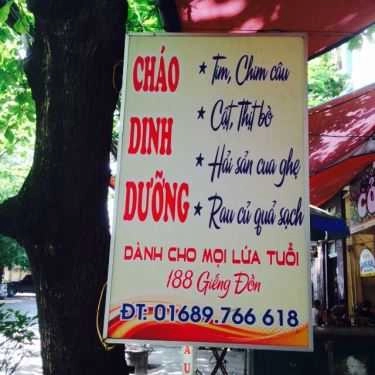 CHÁO
DINH
DƯỠNG
★ Tim, Chim câu
★ Cật, Thịt bò
★ Hải sản cua ghẹ
★ Rau củ quả sạch
DÀNH CHO MỌI LỨA TUỔI
188 Giếng Đồn
ĐT: 01689.766 618